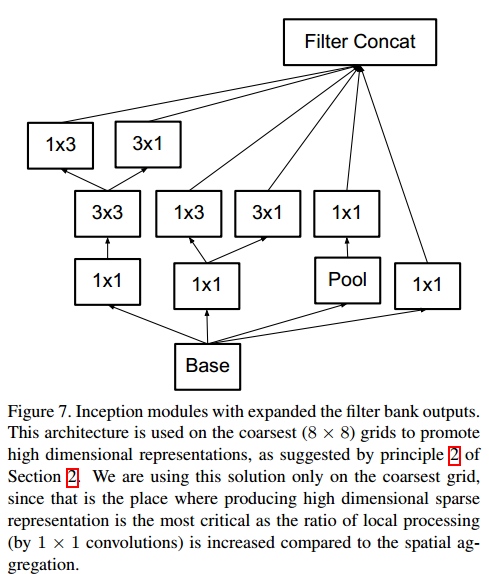 Filter Concat
1x3
3x1
3x3
1x3
3x1
1x1
1x1
1x1
Pool
1x1
Base
Figure 7. Inception modules with expanded the filter bank outputs.
This architecture is used on the coarsest (8 × 8) grids to promote
high dimensional representations, as suggested by principle 2 of
Section 2. We are using this solution only on the coarsest grid,
since that is the place where producing high dimensional sparse
representation is the most critical as the ratio of local processing
(by 1 × 1 convolutions) is increased compared to the spatial ag-
gregation.